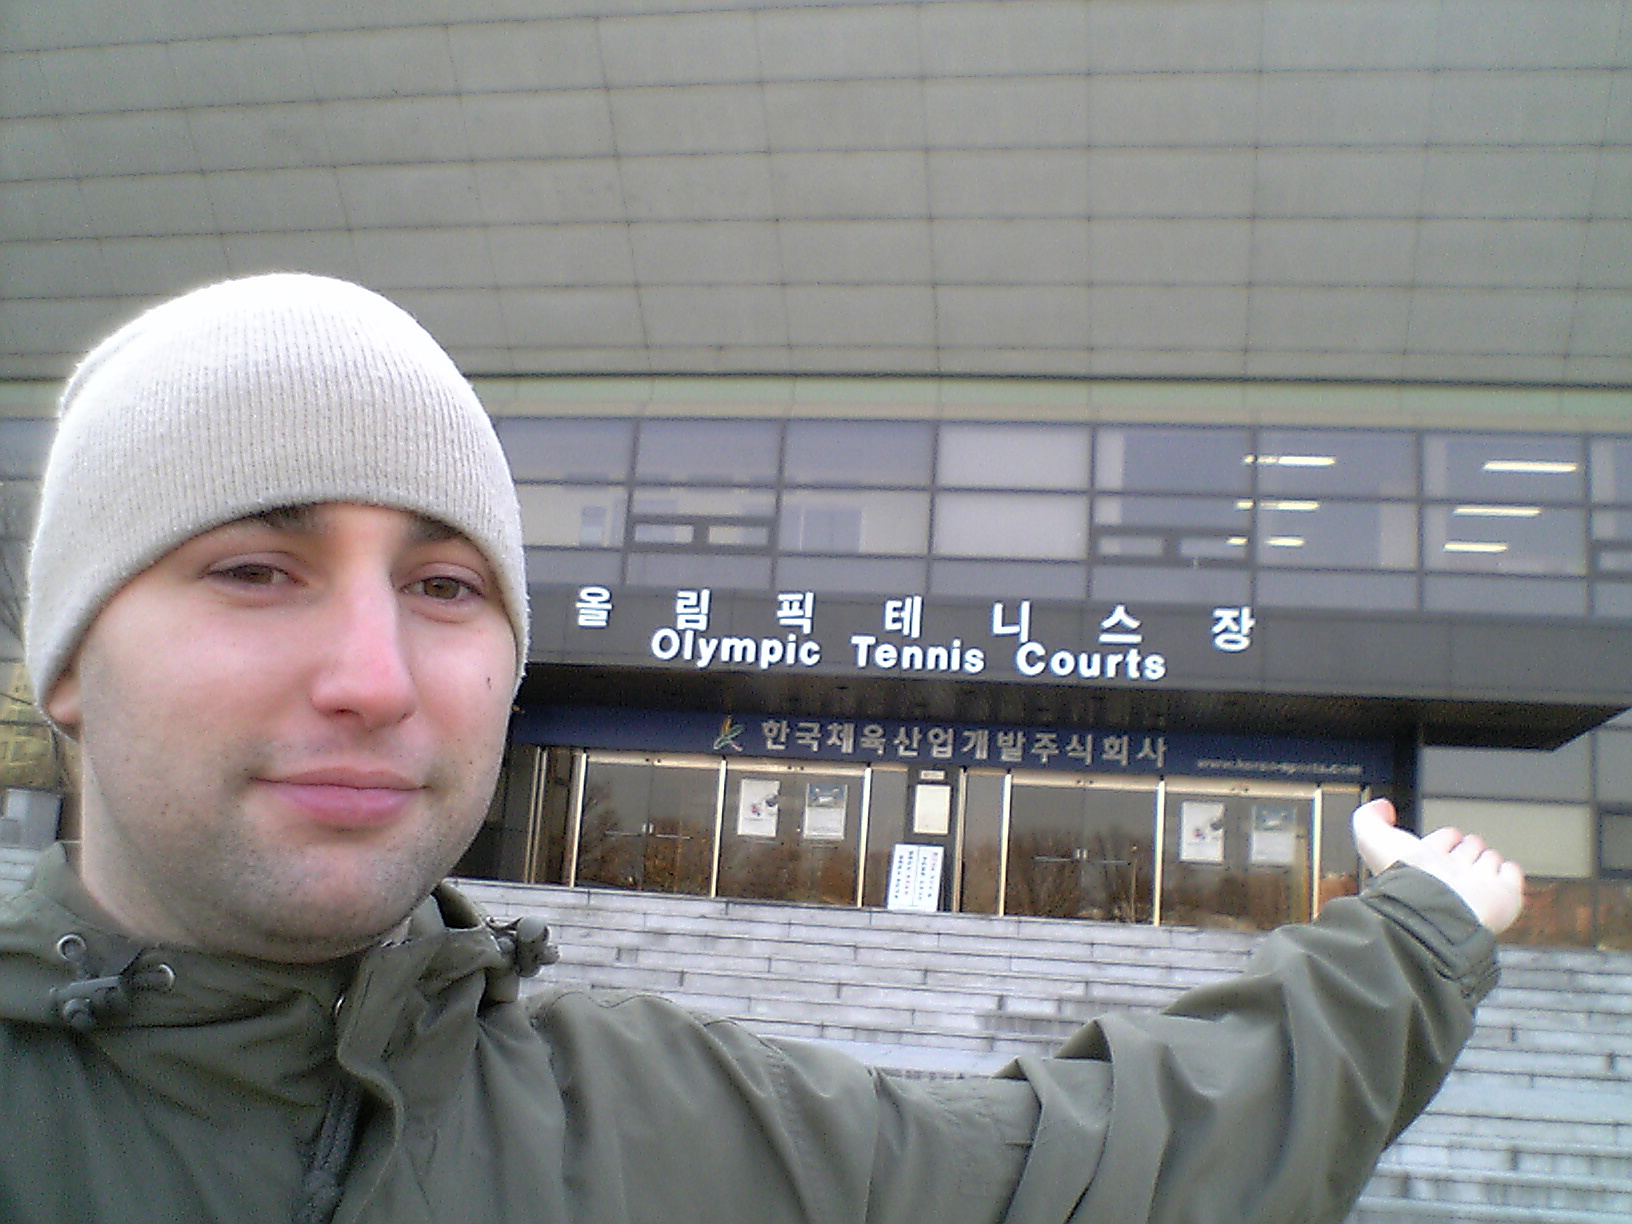 올림픽테니스장
Olympic Tennis Courts
한국체육산업개발주식회사